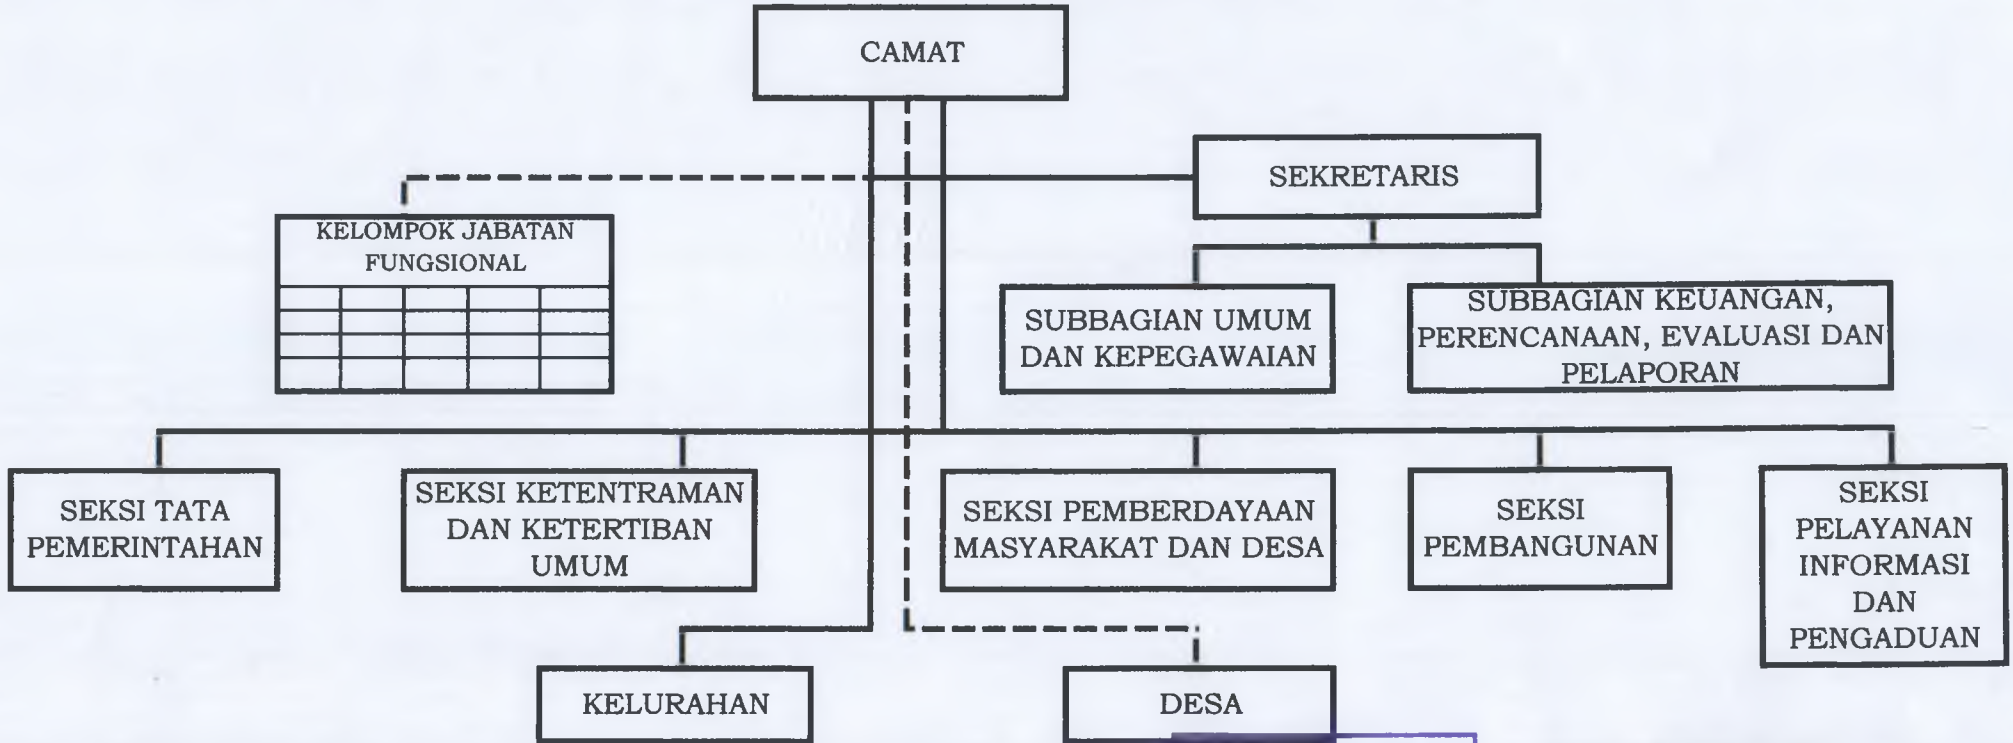 CAMAT
SEKRETARIS
KELOMPOK JABATAN
FUNGSIONAL
SUBBAGIAN UMUM
DAN KEPEGAWAIAN
SUBBAGIAN KEUANGAN,
PERENCANAAN, EVALUASI DAN
PELAPORAN
SEKSI TATA
PEMERINTAHAN
SEKSI KETENTRAMAN
DAN KETERTIBAN
UMUM
SEKSI PEMBERDAYAAN
MASYARAKAT DAN DESA
SEKSI
PEMBANGUNAN
SEKSI
PELAYANAN
INFORMASI
DAN
PENGADUAN
KELURAHAN
DESA